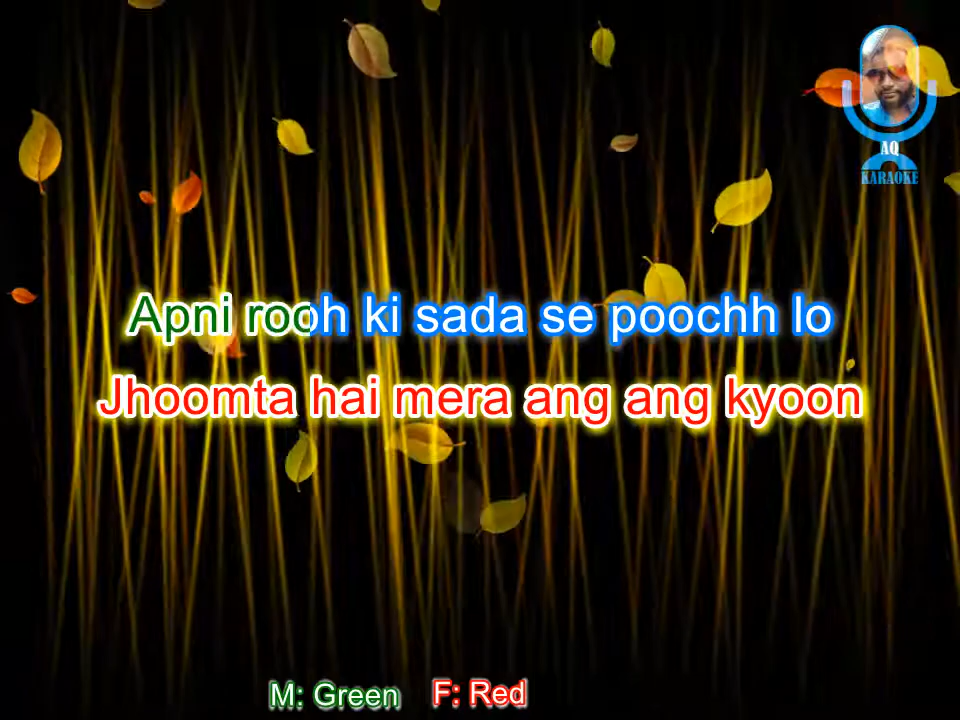 AQ
KARAOKE
Apni rooh ki sada se poochh lo
Jhoomta hai mera ang ang kyoon
M: Green F: Red